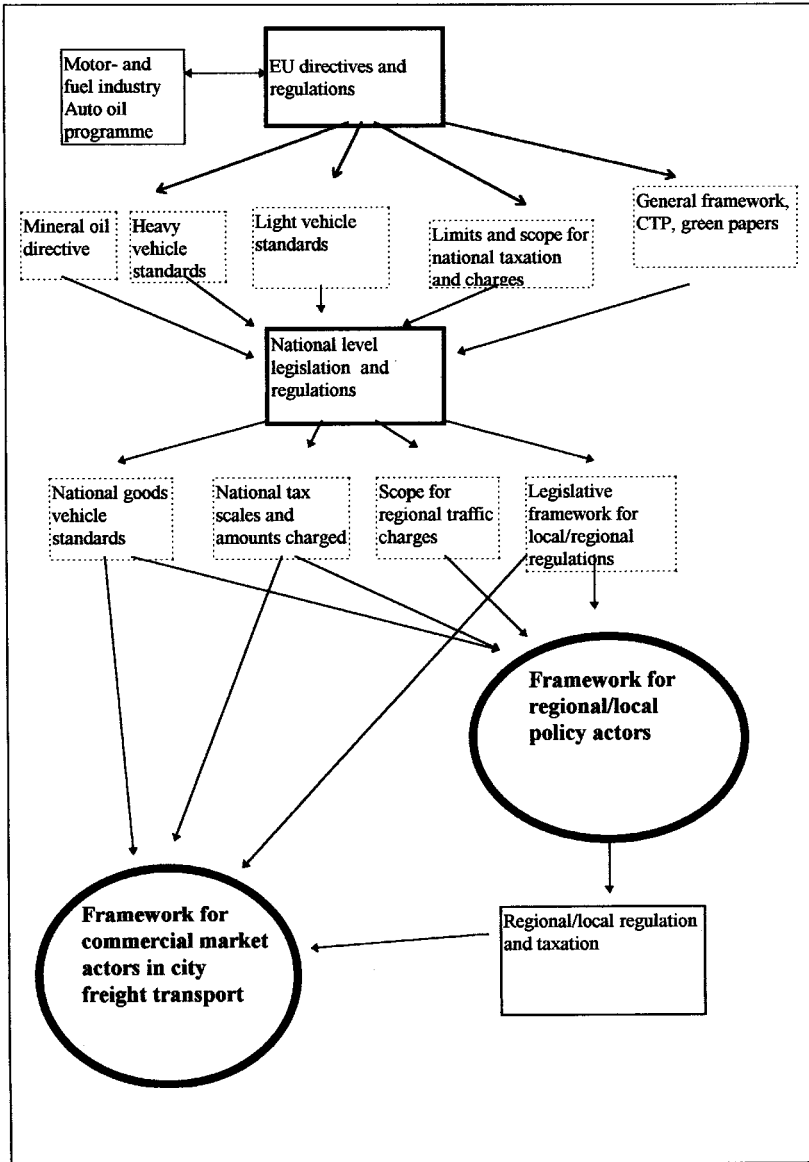 Motor- and
fuel industry
Auto oil
programme
EU directives and
regulations
Mineral oil
directive
Heavy
vehicle
standards
Light vehicle
standards
Limits and scope for
national taxation
and charges
General framework,
CTP, green papers
National level
legislation and
regulations
National goods
vehicle
standards
National tax
scales and
amounts charged
Scope for
regional traffic
charges
Legislative
framework for
local/regional
regulations
Framework for
regional/local
policy actors
Framework for
commercial market
actors in city
freight transport
Regional/local regulation
and taxation